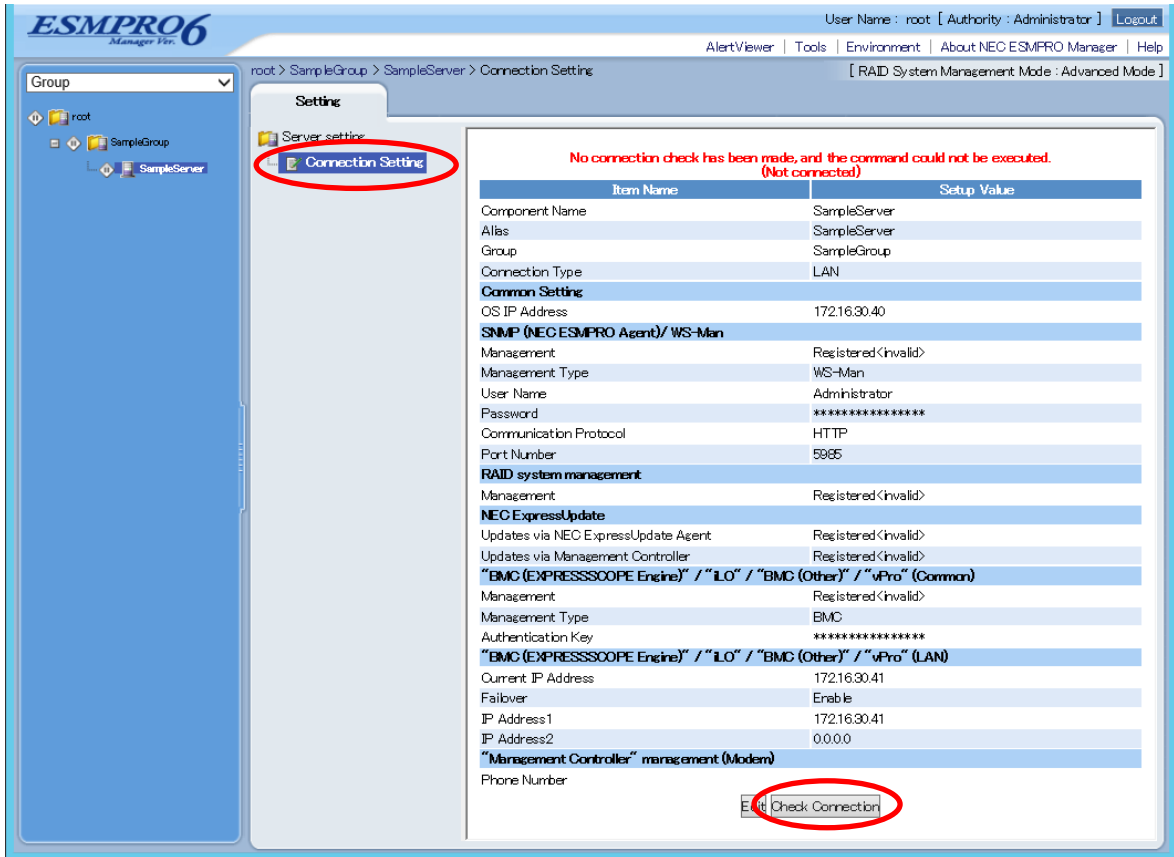 ESMPRO6
Manager Ver.
User Name : root [ Authority : Administrator ] Logout
AlertViewer | Tools | Environment | About NEC ESMPRO Manager | Help
Group
root > SampleGroup > SampleServer > Connection Setting
[ RAID System Management Mode : Advanced Mode ]
root
SampleGroup
SampleServer
Setting
Server setting
Connection Setting
No connection check has been made, and the command could not be executed.
(Not connected)
Item Name Setup Value
Component Name SampleServer
Alias SampleServer
Group SampleGroup
Connection Type LAN
Common Setting
OS IP Address 172.16.30.40
SNMP (NEC ESMPRO Agent)/ WS-Man
Management Registered<invalid>
Management Type WS-Man
User Name Administrator
Password ****************
Communication Protocol HTTP
Port Number 5985
RAID system management
Management Registered<invalid>
NEC ExpressUpdate
Updates via NEC ExpressUpdate Agent Registered<invalid>
Updates via Management Controller Registered<invalid>
"BMC (EXPRESSSCOPE Engine)" / "iLO" / "BMC (Other)" / "vPro" (Common)
Management Registered<invalid>
Management Type BMC
Authentication Key ****************
"BMC (EXPRESSSCOPE Engine)" / "iLO" / "BMC (Other)" / "vPro" (LAN)
Current IP Address 172.16.30.41
Failover Enable
IP Address1 172.16.30.41
IP Address2 0.0.0.0
"Management Controller" management (Modem)
Phone Number
Edit Check Connection